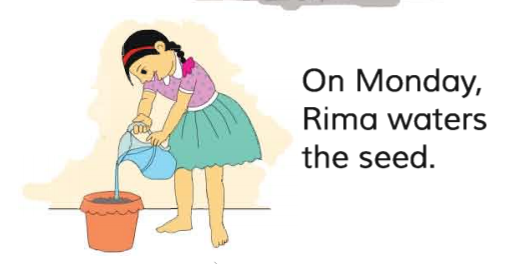 On Monday,
Rima waters
the seed.